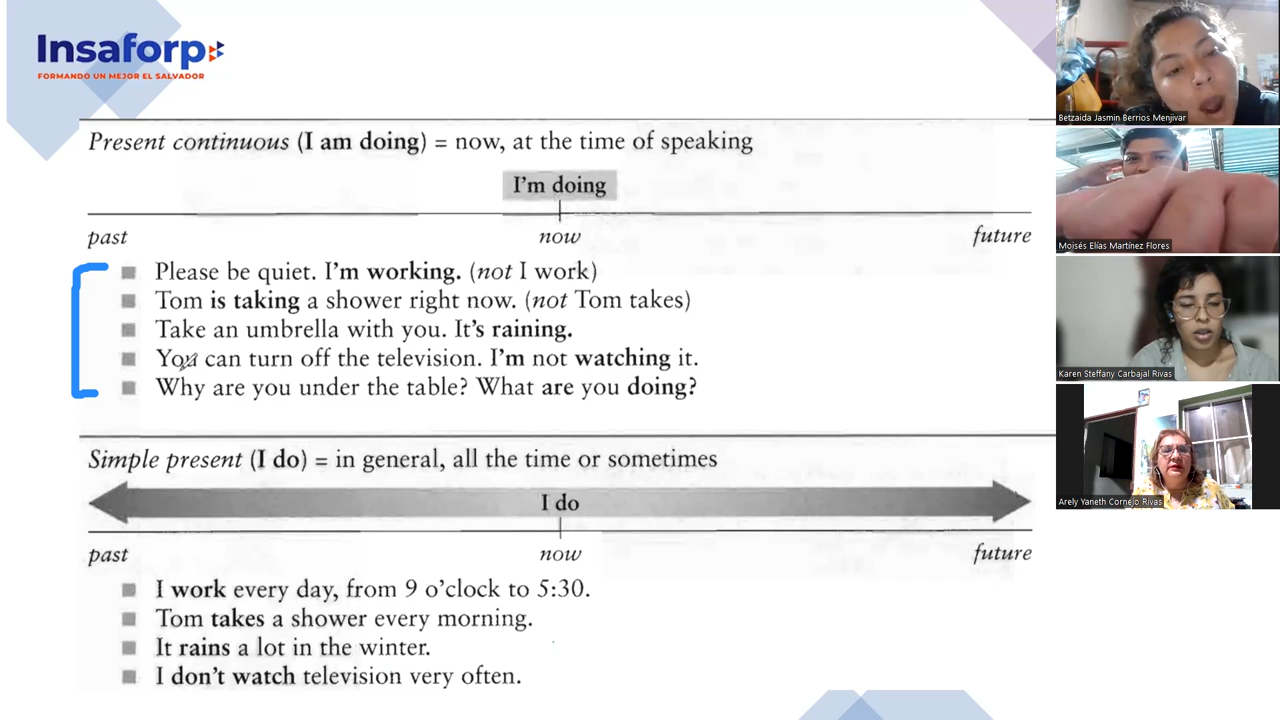 Insaforp
FORMANDO UN MEJOR EL SALVADOR
Present continuous (I am doing) = now, at the time of speaking
I'm doing
past now future
Please be quiet. I'm working. (not I work)
Tom is taking a shower right now. (not Tom takes)
Take an umbrella with you. It's raining.
You can turn off the television. I'm not watching it.
Why are you under the table? What are you doing?
Simple present (I do) = in general, all the time or sometimes
I do
past now future
I work every day, from 9 o'clock to 5:30.
Tom takes a shower every morning.
It rains a lot in the winter.
I don't watch television very often.
Betzaida Jasmin Berrios Menjivar
Moisés Elías Martínez Flores
Karen Steffany Carbajal Rivas
Arely Yaneth Cornejo Rivas